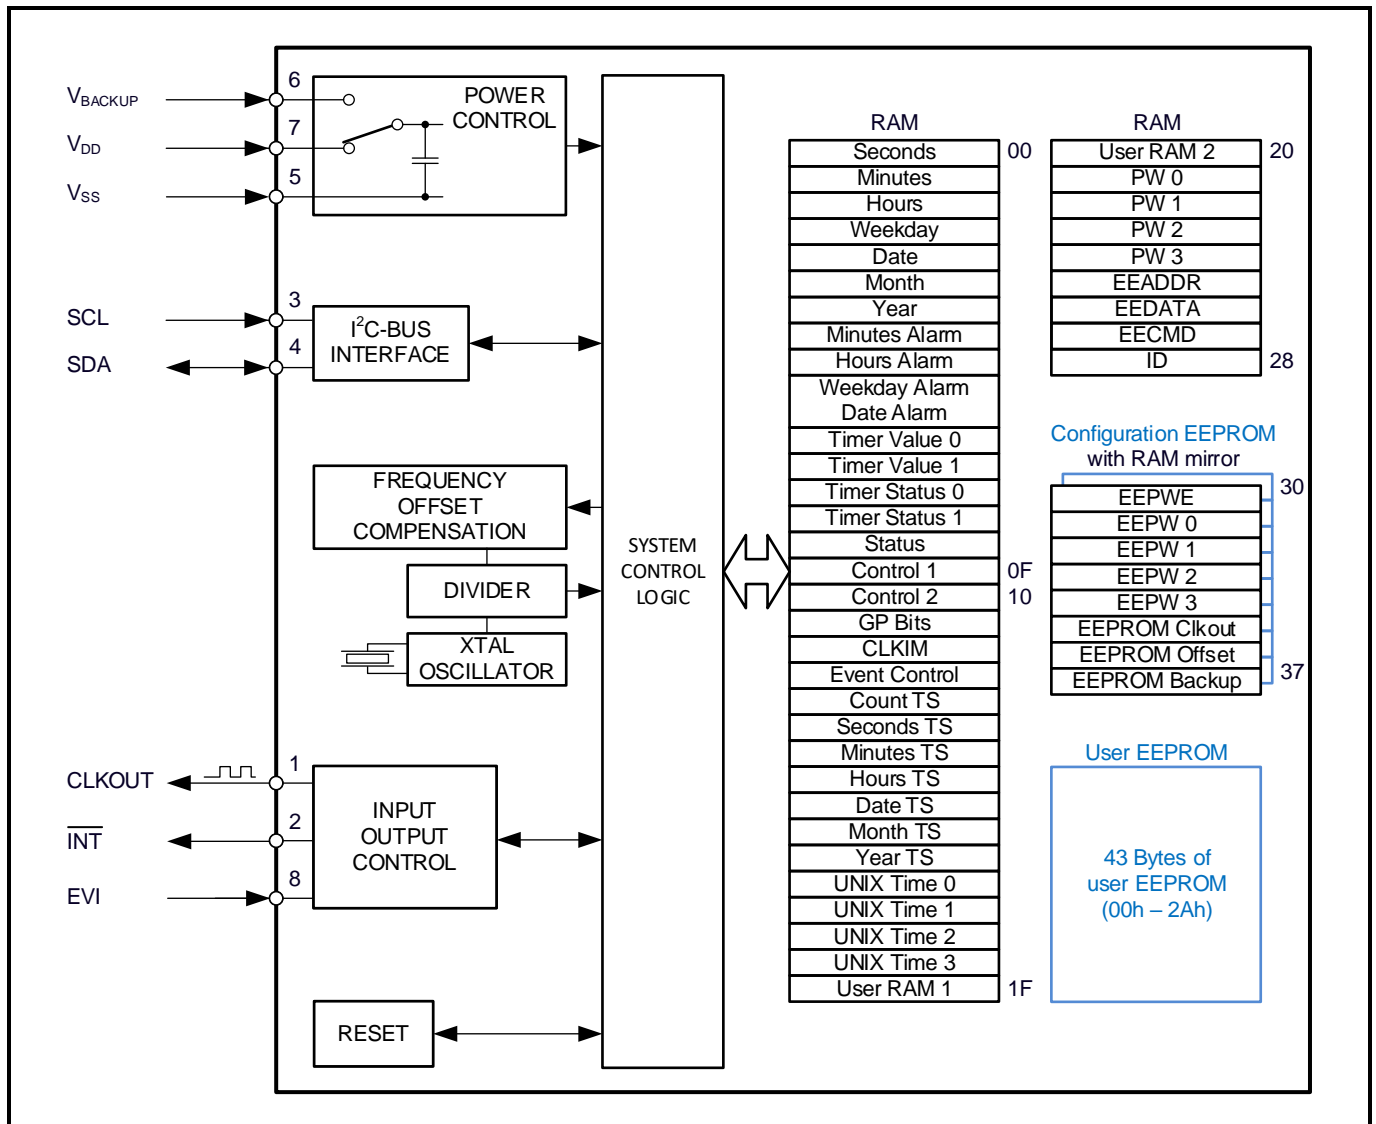 V_BACKUP
6
V_DD
7
V_SS
5
POWER
CONTROL
SCL
3
SDA
4
I²C-BUS
INTERFACE
FREQUENCY
OFFSET
COMPENSATION
DIVIDER
XTAL
OSCILLATOR
CLKOUT
1
INT
2
EVI
8
INPUT
OUTPUT
CONTROL
RESET
SYSTEM
CONTROL
LOGIC
RAM
Seconds 00
Minutes
Hours
Weekday
Date
Month
Year
Minutes Alarm
Hours Alarm
Weekday Alarm
Date Alarm
Timer Value 0
Timer Value 1
Timer Status 0
Timer Status 1
Status
Control 1 0F
Control 2 10
GP Bits
CLKIM
Event Control
Count TS
Seconds TS
Minutes TS
Hours TS
Date TS
Month TS
Year TS
UNIX Time 0
UNIX Time 1
UNIX Time 2
UNIX Time 3
User RAM 1 1F
RAM
User RAM 2 20
PW 0
PW 1
PW 2
PW 3
EEADDR
EEDATA
EECMD
ID 28
Configuration EEPROM
with RAM mirror
EEPWE 30
EEPW 0
EEPW 1
EEPW 2
EEPW 3
EEPROM Clkout
EEPROM Offset
EEPROM Backup 37
User EEPROM
43 Bytes of
user EEPROM
(00h – 2Ah)